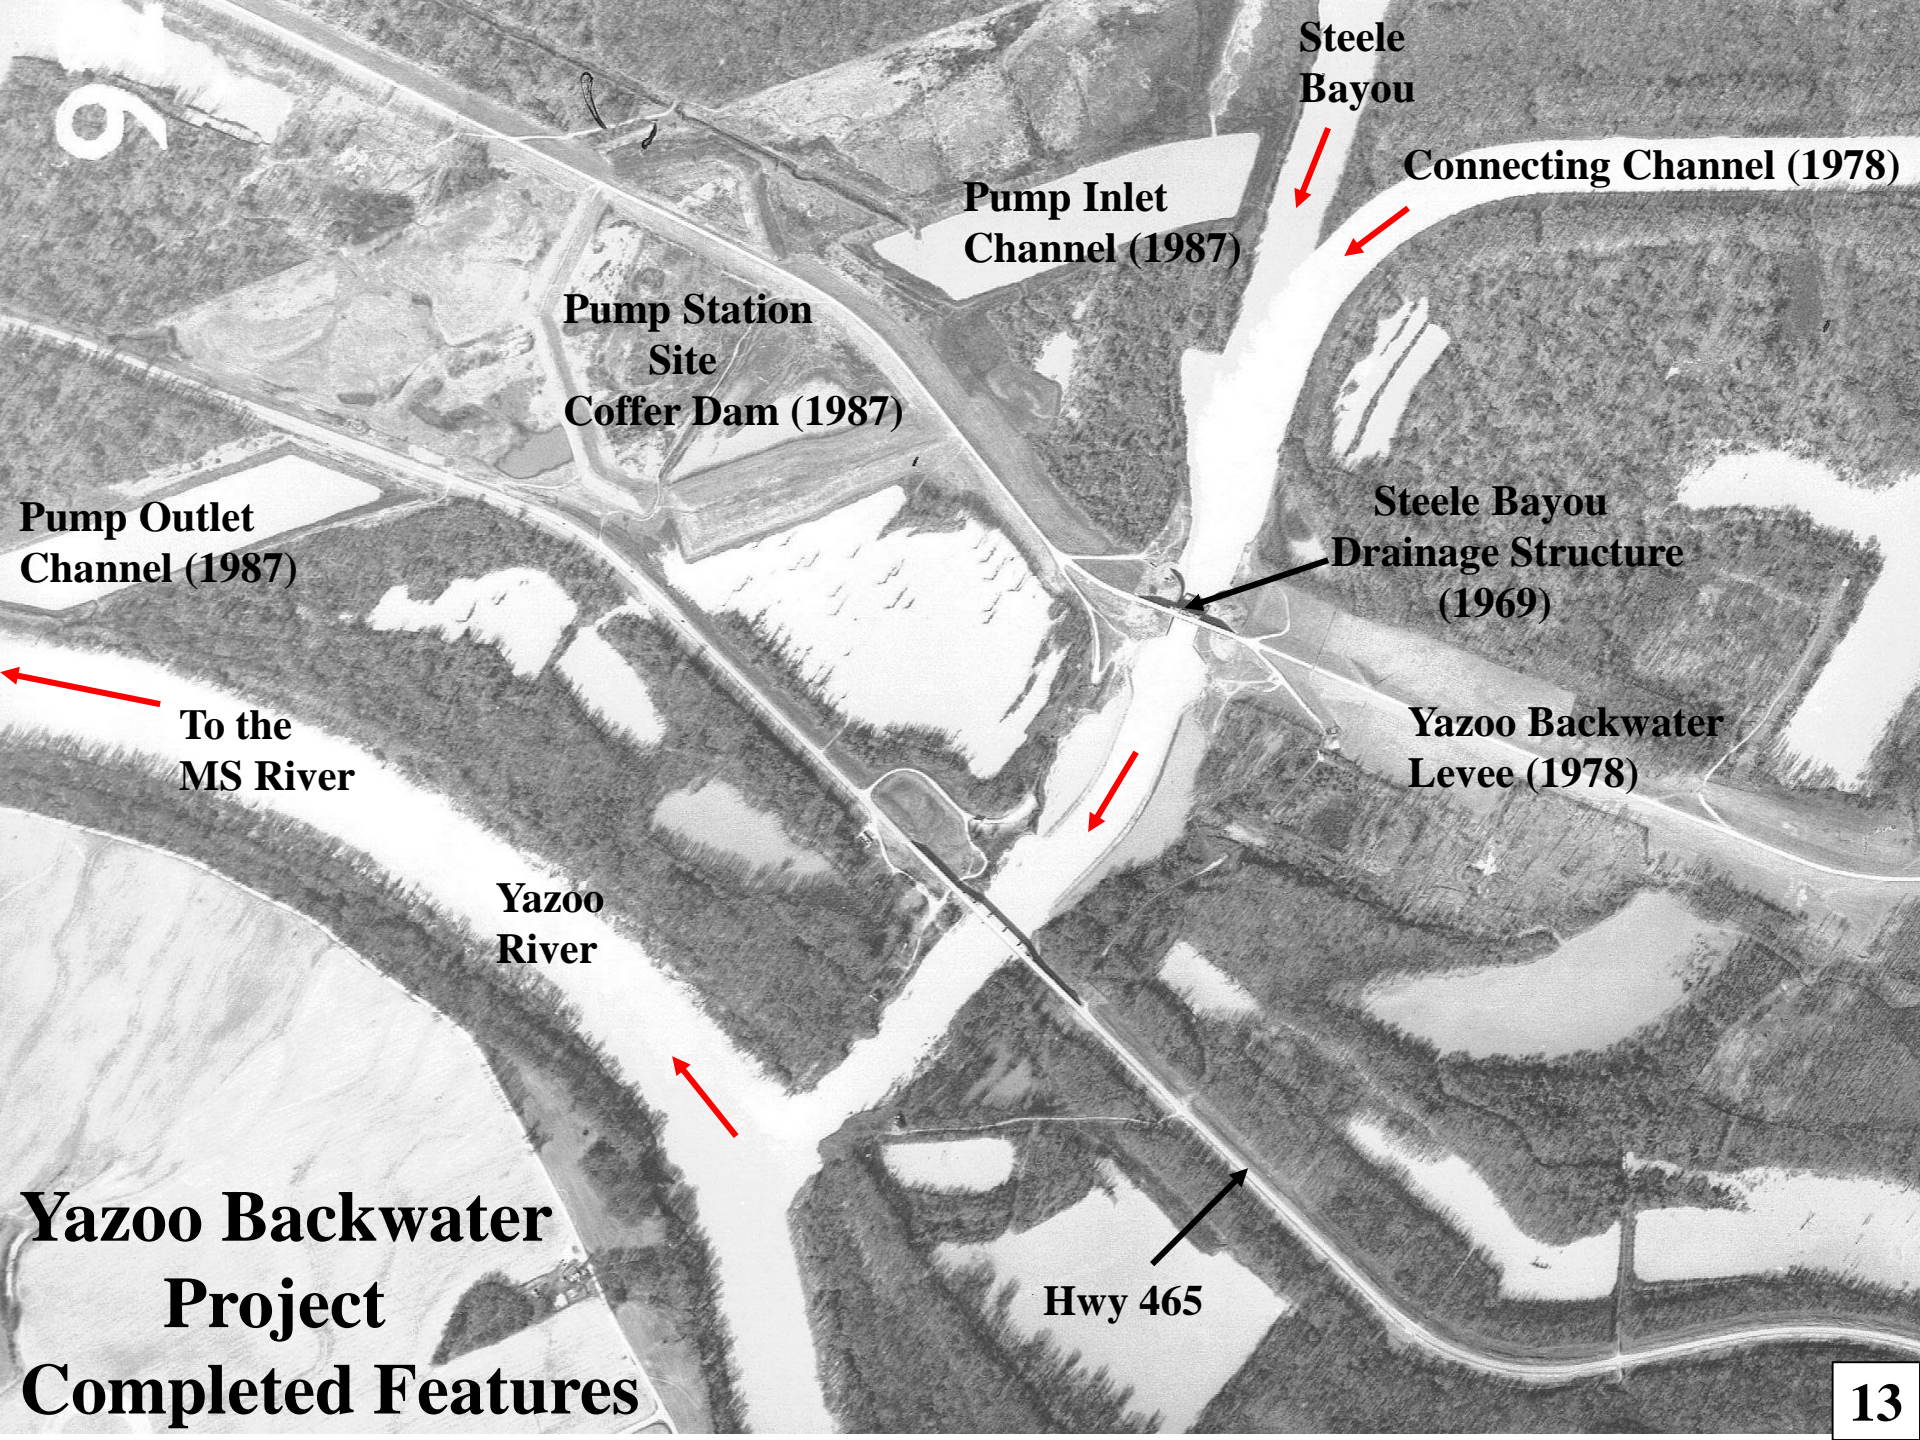 Steele
Bayou
Connecting Channel (1978)
Pump Inlet
Channel (1987)
Pump Station
Site
Coffer Dam (1987)
Pump Outlet
Channel (1987)
Steele Bayou
Drainage Structure
(1969)
To the
MS River
Yazoo Backwater
Levee (1978)
Yazoo
River
Hwy 465
Yazoo Backwater
Project
Completed Features
13